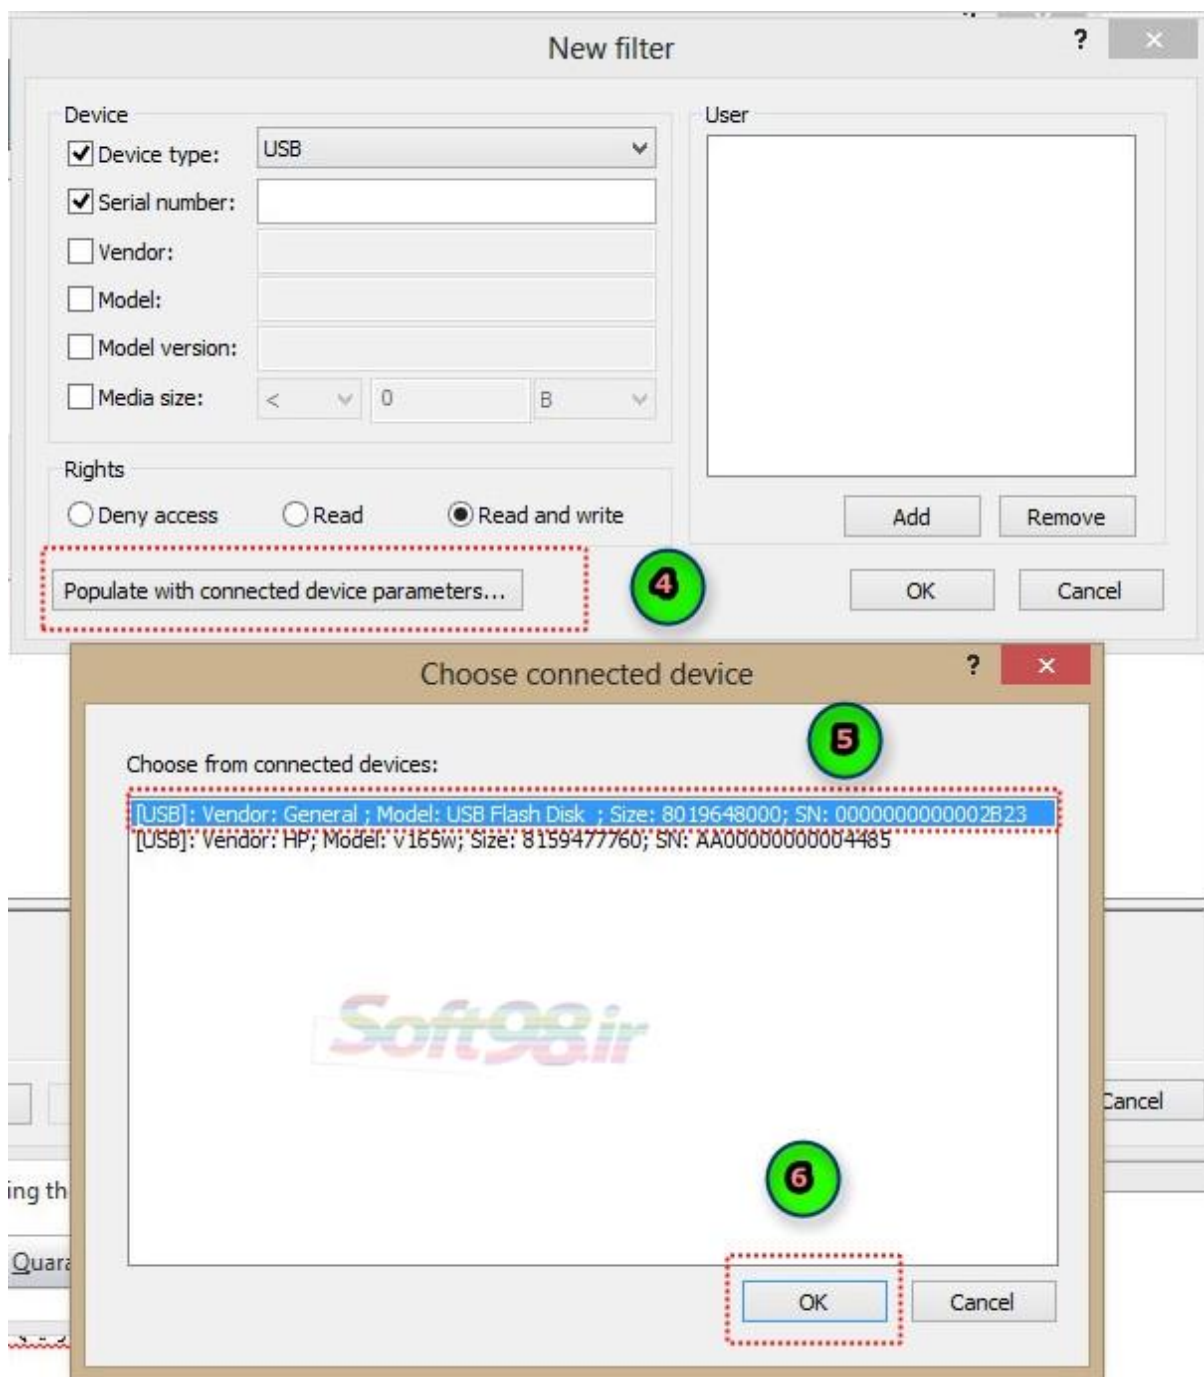 New filter
?
Device
Device type:
USB
Serial number:
Vendor:
Model:
Model version:
Media size:
<
0
B
User
Rights
Deny access
Read
Read and write
Add
Remove
Populate with connected device parameters...
4
OK
Cancel
Choose connected device
?
5
Choose from connected devices:
[USB]: Vendor: General ; Model: USB Flash Disk ; Size: 8019648000; SN: 0000000000002B23
[USB]: Vendor: HP; Model: v165w; Size: 8159477760; SN: AA00000000004485
Soft98.ir
Cancel
6
ing th
Quara
OK
Cancel